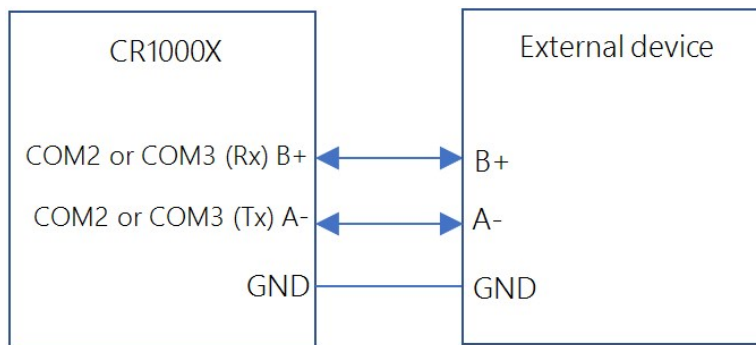 CR1000X
External device
COM2 or COM3 (Rx) B+
B+
COM2 or COM3 (Tx) A-
A-
GND
GND